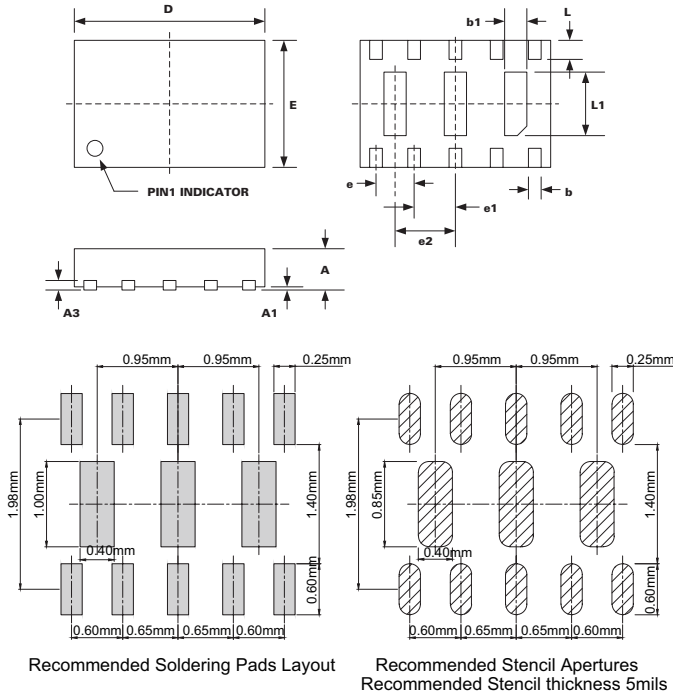 D
E
PIN1 INDICATOR
b1
L
L1
e
e1
b
e2
A
A3
A1
0.95mm 0.95mm 0.25mm
1.98mm
1.00mm
0.40mm
1.40mm
0.60mm
0.60mm 0.65mm 0.65mm 0.60mm
Recommended Soldering Pads Layout
0.95mm 0.95mm 0.25mm
1.98mm
0.85mm
0.40mm
1.40mm
0.60mm
0.60mm 0.65mm 0.65mm 0.60mm
Recommended Stencil Apertures
Recommended Stencil thickness 5mils